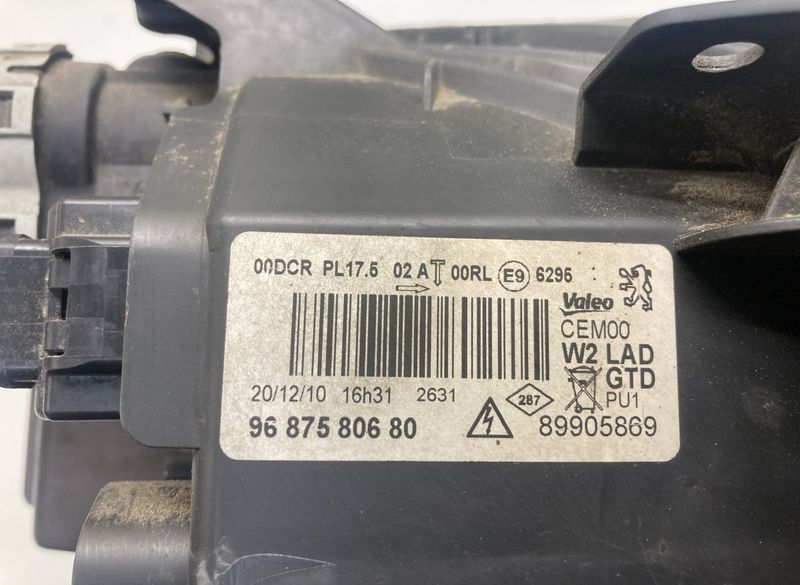 00DCR PL17.5 02 A 00RL E9 6295
Valeo
CEM00
W2 LAD
GTD
PU1
20/12/10 16h31 2631
287
96 875 806 80
89905869